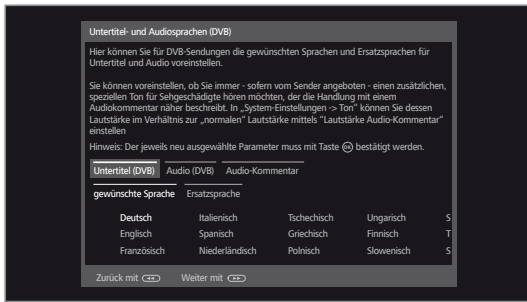 Untertitel- und Audiosprachen (DVB)
Hier können Sie für DVB-Sendungen die gewünschten Sprachen und Ersatzsprachen für
Untertitel und Audio voreinstellen.
Sie können voreinstellen, ob Sie immer - sofern vom Sender angeboten - einen zusätzlichen,
speziellen Ton für Sehgeschädigte hören möchten, der die Handlung mit einem
Audiokommentar näher beschreibt. In „System-Einstellungen -> Ton“ können Sie dessen
Lautstärke im Verhältnis zur „normalen“ Lautstärke mittels “Lautstärke Audio-Kommentar“
einstellen
Hinweis: Der jeweils neu ausgewählte Parameter muss mit Taste OK bestätigt werden.
Untertitel (DVB) Audio (DVB) Audio-Kommentar
gewünschte Sprache Ersatzsprache
Deutsch Italienisch Tschechisch Ungarisch S
Englisch Spanisch Griechisch Finnisch T
Französisch Niederländisch Polnisch Slowenisch S
Zurück mit Weiter mit